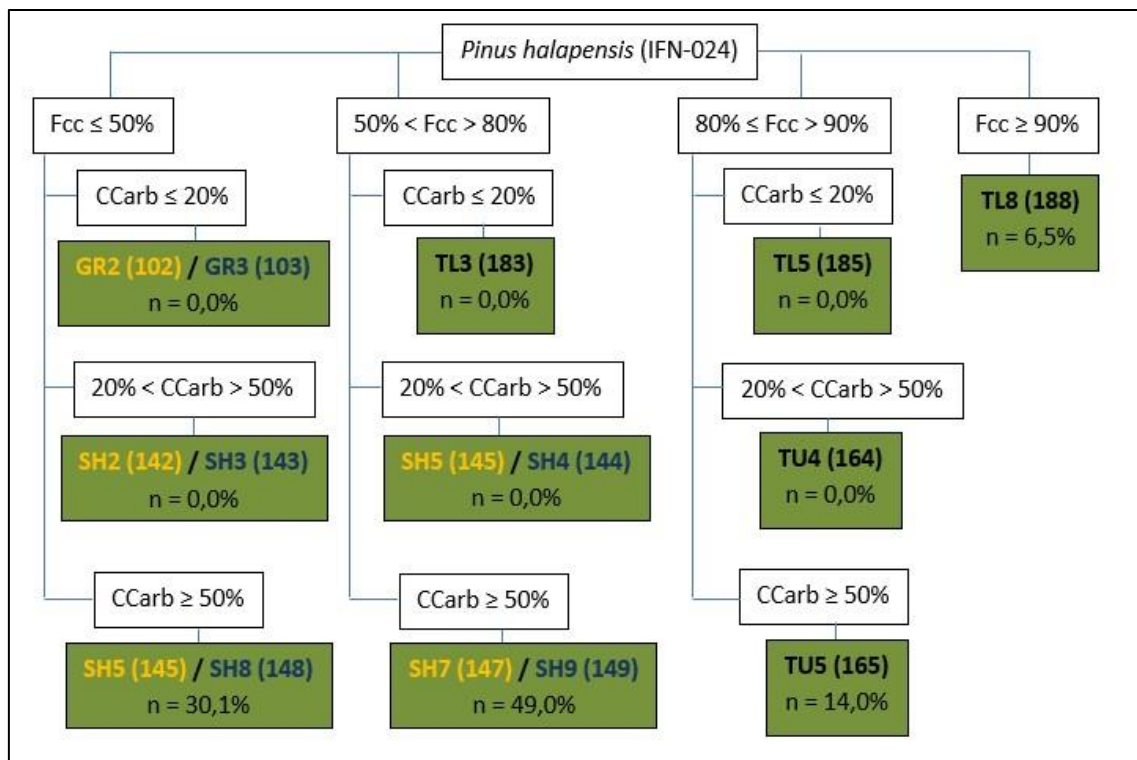 Pinus halapensis (IFN-024)
Fcc ≤ 50%
50% < Fcc > 80%
80% ≤ Fcc > 90%
Fcc ≥ 90%
CCarb ≤ 20%
CCarb ≤ 20%
CCarb ≤ 20%
TL8 (188)
n = 6,5%
GR2 (102) / GR3 (103)
n = 0,0%
TL3 (183)
n = 0,0%
TL5 (185)
n = 0,0%
20% < CCarb > 50%
20% < CCarb > 50%
20% < CCarb > 50%
SH2 (142) / SH3 (143)
n = 0,0%
SH5 (145) / SH4 (144)
n = 0,0%
TU4 (164)
n = 0,0%
CCarb ≥ 50%
CCarb ≥ 50%
CCarb ≥ 50%
SH5 (145) / SH8 (148)
n = 30,1%
SH7 (147) / SH9 (149)
n = 49,0%
TU5 (165)
n = 14,0%